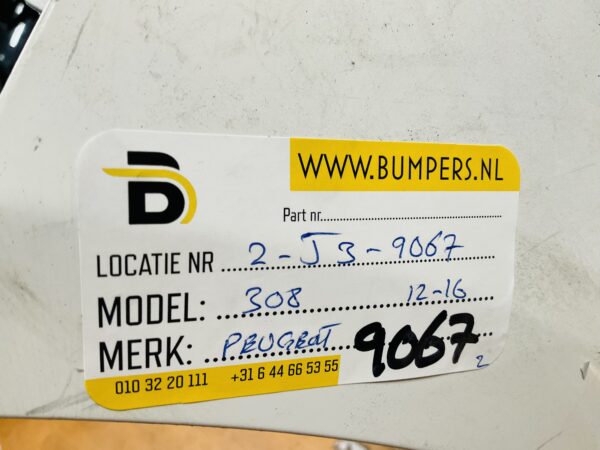 WWW.BUMPERS.NL
B
Part nr.
LOCATIE NR 2-J3-9067
MODEL: 308 12-16
MERK: PEUGEOT 9067 2
010 32 20 111 +31 6 44 66 53 55